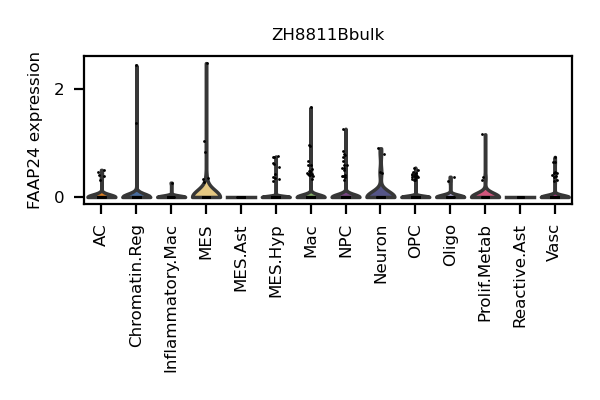 ZH8811Bbulk
FAAP24 expression
2
0
AC
Chromatin.Reg
Inflammatory.Mac
MES
MES.Ast
MES.Hyp
Mac
NPC
Neuron
OPC
Oligo
Prolif.Metab
Reactive.Ast
Vasc